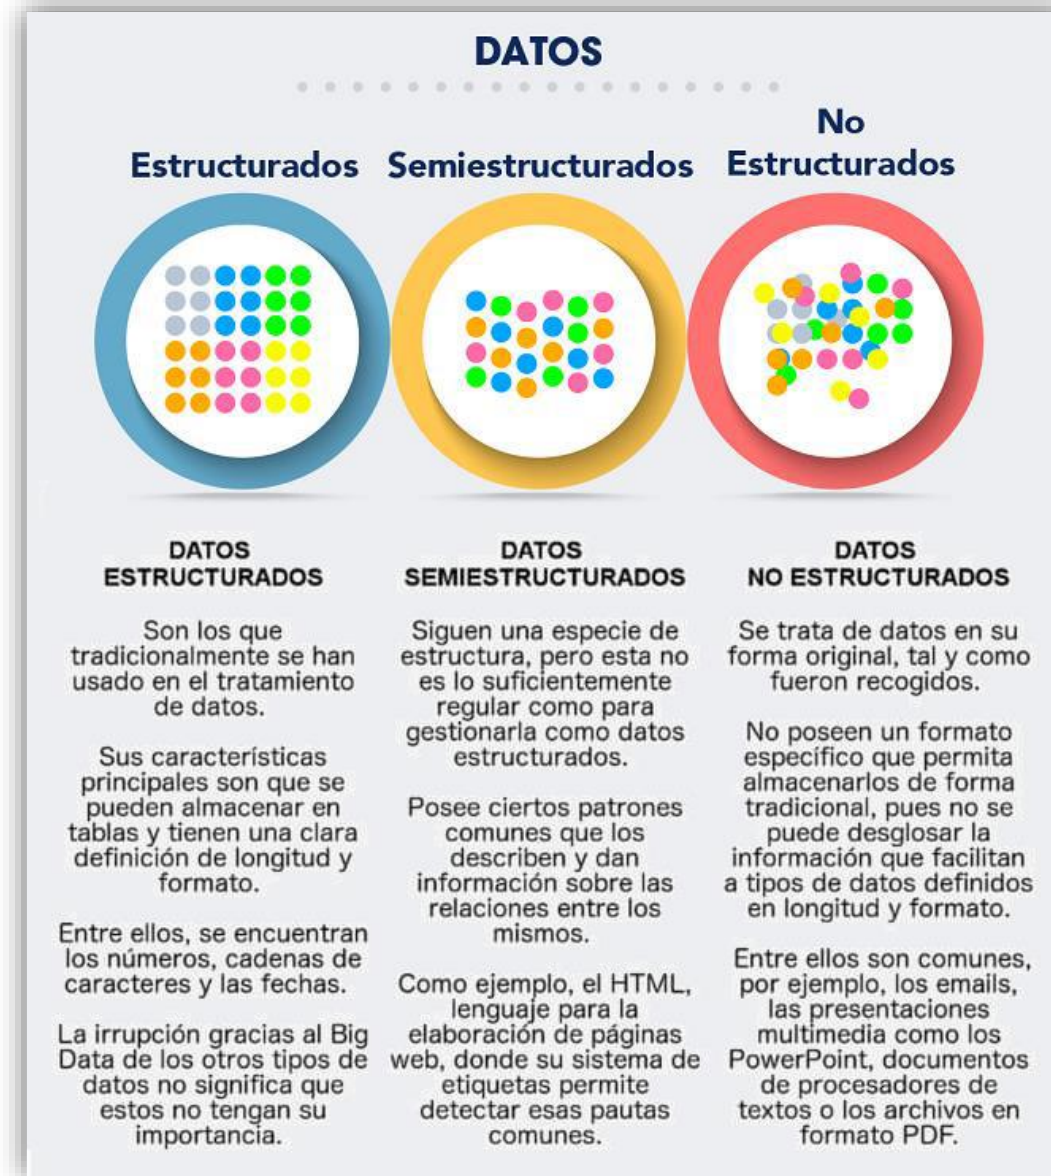 DATOS
Estructurados
Semiestructurados
No
Estructurados
DATOS
ESTRUCTURADOS
Son los que
tradicionalmente se han
usado en el tratamiento
de datos.
Sus características
principales son que se
pueden almacenar en
tablas y tienen una clara
definición de longitud y
formato.
Entre ellos, se encuentran
los números, cadenas de
caracteres y las fechas.
La irrupción gracias al Big
Data de los otros tipos de
datos no significa que
estos no tengan su
importancia.
DATOS
SEMIESTRUCTURADOS
Siguen una especie de
estructura, pero esta no
es lo suficientemente
regular como para
gestionarla como datos
estructurados.
Posee ciertos patrones
comunes que los
describen y dan
información sobre las
relaciones entre los
mismos.
Como ejemplo, el HTML,
lenguaje para la
elaboración de páginas
web, donde su sistema de
etiquetas permite
detectar esas pautas
comunes.
DATOS
NO ESTRUCTURADOS
Se trata de datos en su
forma original, tal y como
fueron recogidos.
No poseen un formato
específico que permita
almacenarlos de forma
tradicional, pues no se
puede desglosar la
información que facilitan
a tipos de datos definidos
en longitud y formato.
Entre ellos son comunes,
por ejemplo, los emails,
las presentaciones
multimedia como los
PowerPoint, documentos
de procesadores de
textos o los archivos en
formato PDF.